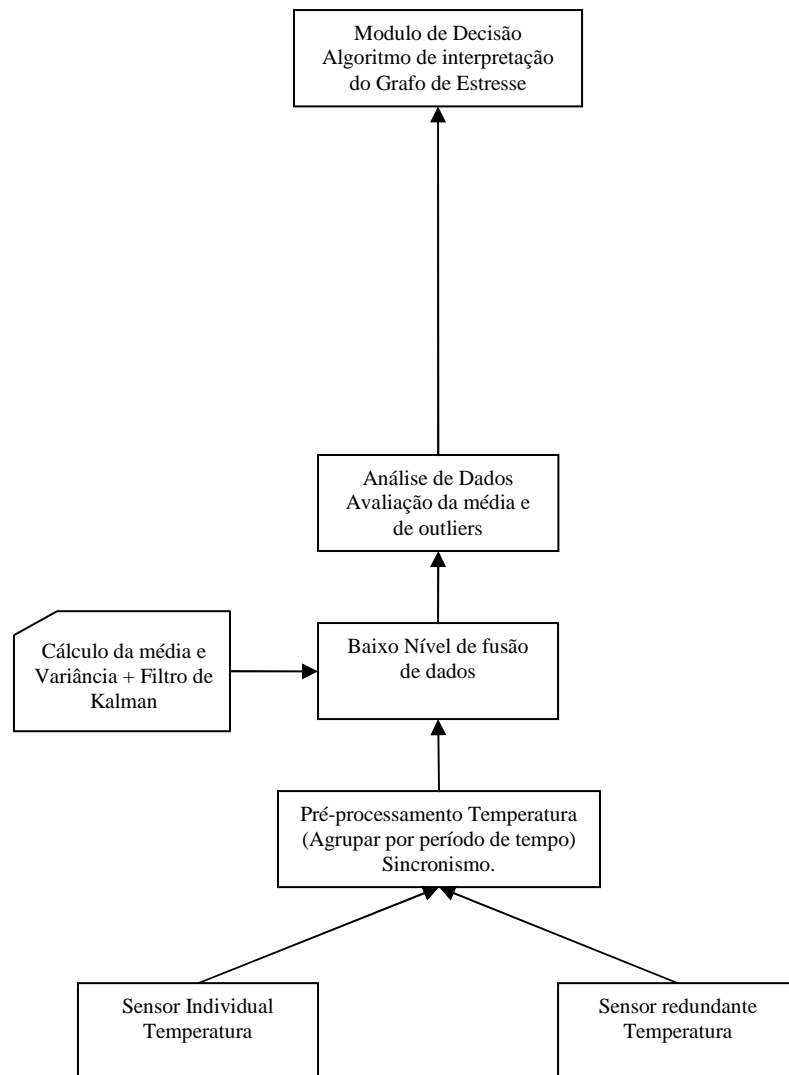 Modulo de Decisão
Algoritmo de interpretação
do Grafo de Estresse
Análise de Dados
Avaliação da média e
de outliers
Cálculo da média e
Variância + Filtro de
Kalman
Baixo Nível de fusão
de dados
Pré-processamento Temperatura
(Agrupar por período de tempo)
Sincronismo.
Sensor Individual
Temperatura
Sensor redundante
Temperatura